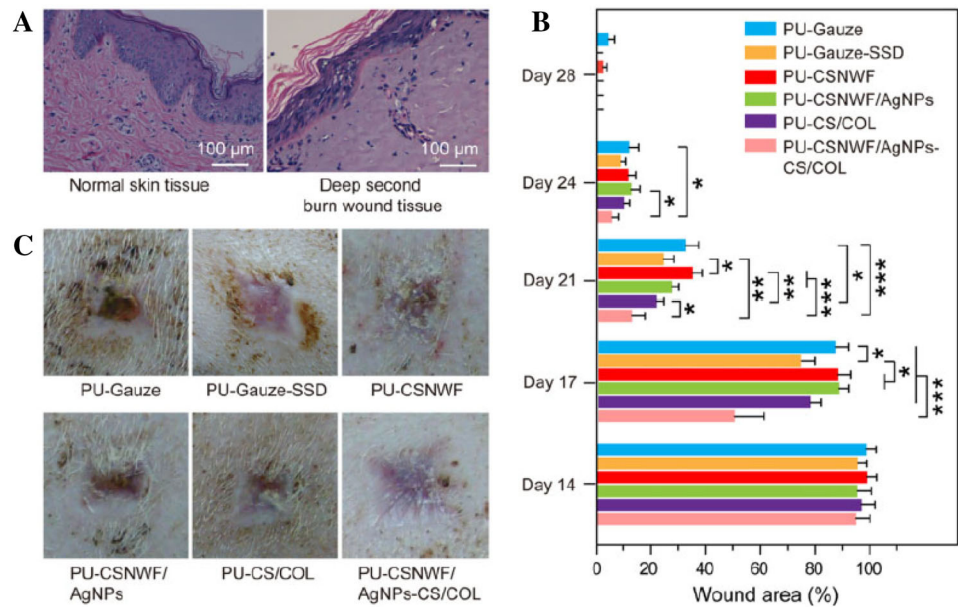 A
100 µm
100 µm
Normal skin tissue
Deep second
burn wound tissue
C
PU-Gauze
PU-Gauze-SSD
PU-CSNWF
PU-CSNWF/
AgNPs
PU-CS/COL
PU-CSNWF/
AgNPs-CS/COL
B
PU-Gauze
PU-Gauze-SSD
PU-CSNWF
PU-CSNWF/AgNPs
PU-CS/COL
PU-CSNWF/AgNPs-
CS/COL
Day 28
Day 24
*
*
Day 21
*
*
**
**
***
*
***
Day 17
*
*
***
Day 14
0 20 40 60 80 100
Wound area (%)